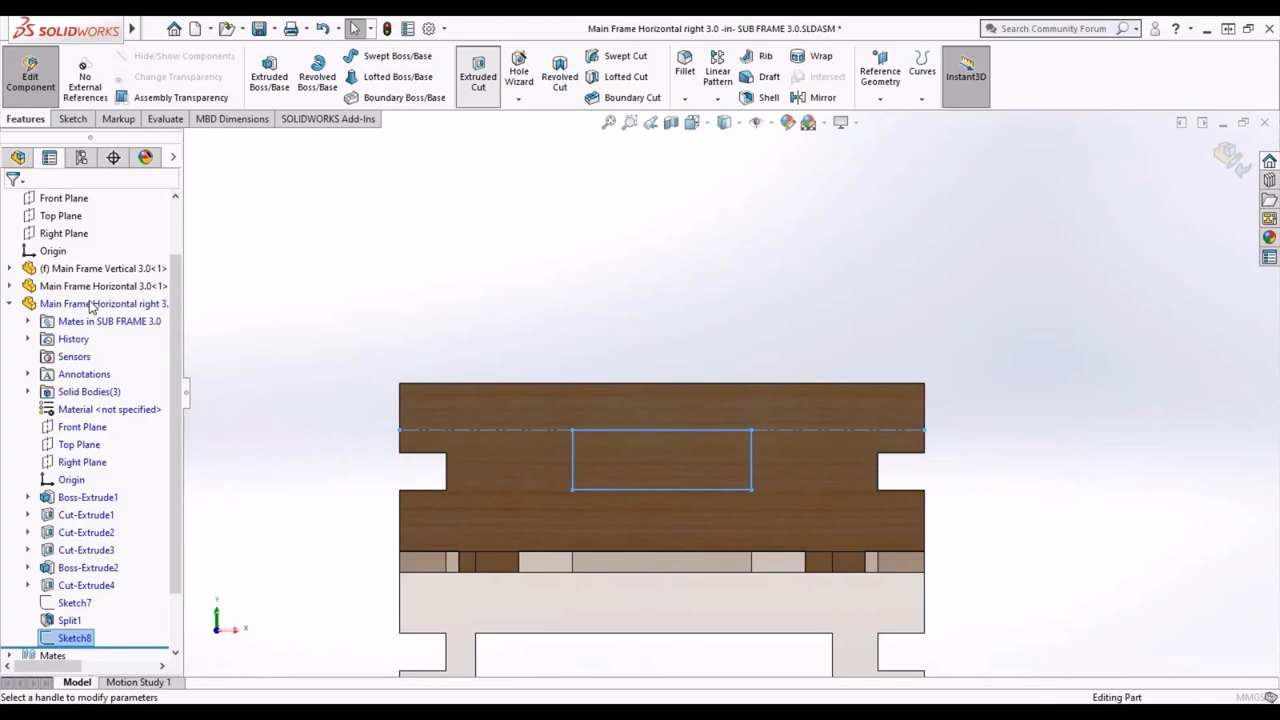 SOLIDWORKS
Main Frame Horizontal right 3.0 -in- SUB FRAME 3.0.SLDASM *
Search Community Forum
Edit Component
No External References
Hide/Show Components
Change Transparency
Assembly Transparency
Extruded Boss/Base
Revolved Boss/Base
Swept Boss/Base
Lofted Boss/Base
Boundary Boss/Base
Extruded Cut
Hole Wizard
Revolved Cut
Swept Cut
Lofted Cut
Boundary Cut
Fillet
Linear Pattern
Rib
Draft
Shell
Wrap
Intersect
Mirror
Reference Geometry
Curves
Instant3D
Features
Sketch
Markup
Evaluate
MBD Dimensions
SOLIDWORKS Add-Ins
Front Plane
Top Plane
Right Plane
Origin
(f) Main Frame Vertical 3.0<1>
Main Frame Horizontal 3.0<1>
Main Frame Horizontal right 3.
Mates in SUB FRAME 3.0
History
Sensors
Annotations
Solid Bodies(3)
Material <not specified>
Front Plane
Top Plane
Right Plane
Origin
Boss-Extrude1
Cut-Extrude1
Cut-Extrude2
Cut-Extrude3
Boss-Extrude2
Cut-Extrude4
Sketch7
Split1
Sketch8
Mates
Y
X
Model
Motion Study 1
Select a handle to modify parameters
Editing Part
MMGS